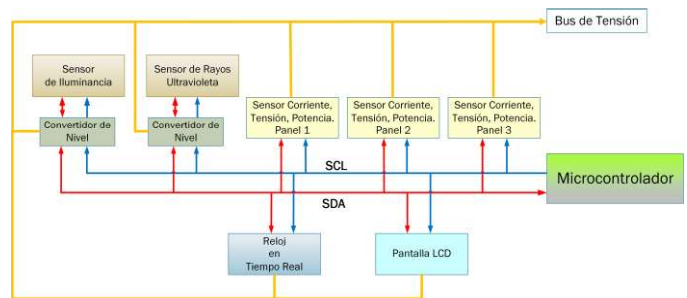 Bus de Tensión
Sensor
de Iluminancia
Sensor de Rayos
Ultravioleta
Convertidor de
Nivel
Convertidor de
Nivel
Sensor Corriente,
Tensión, Potencia.
Panel 1
Sensor Corriente,
Tensión, Potencia.
Panel 2
Sensor Corriente,
Tensión, Potencia.
Panel 3
SCL
Microcontrolador
SDA
Reloj
en
Tiempo Real
Pantalla LCD